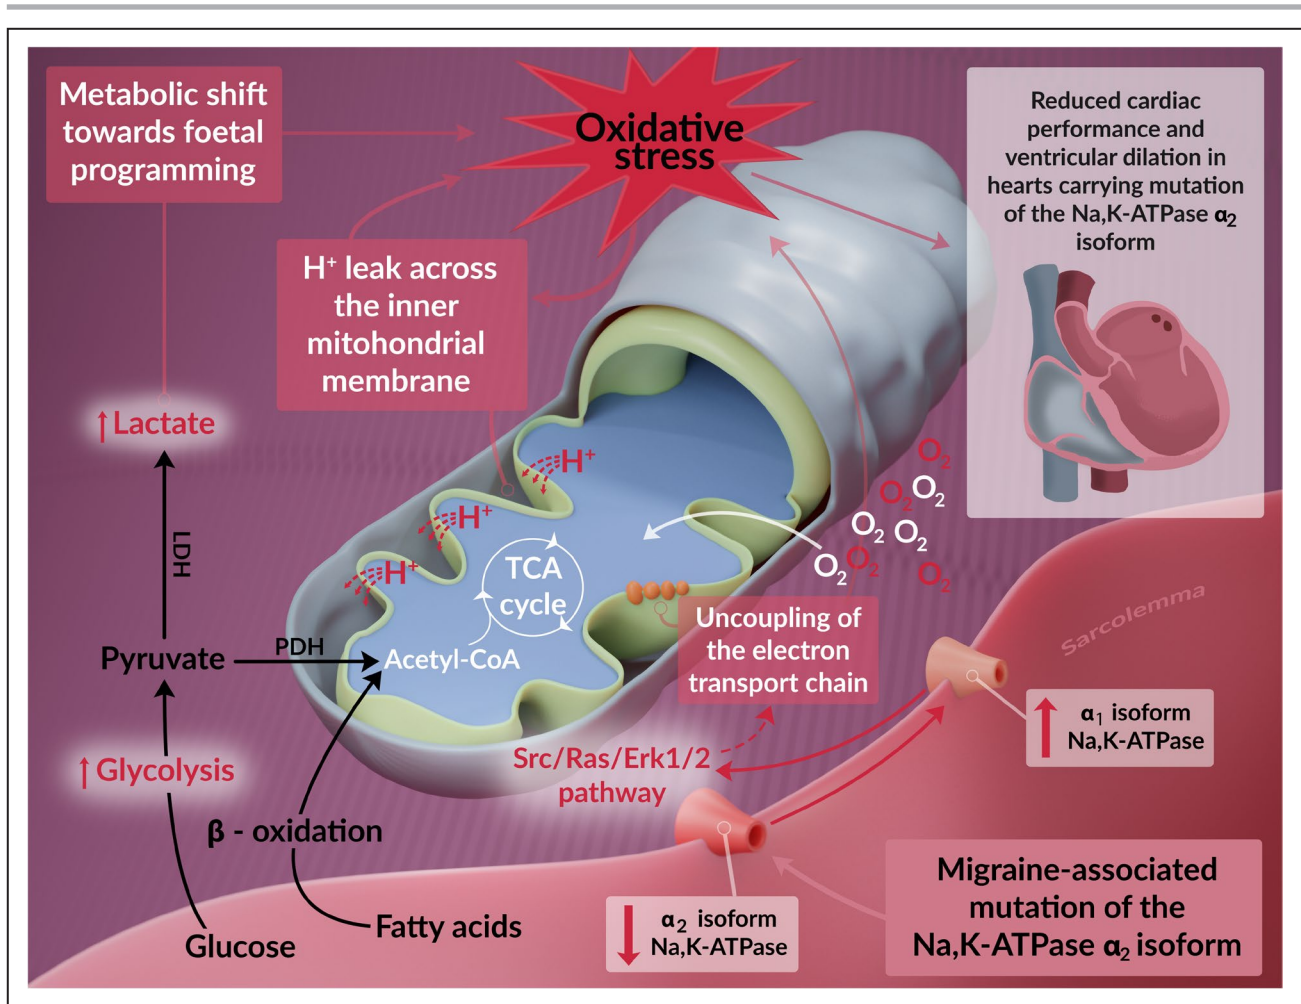 Metabolic shift
towards foetal
programming
Oxidative
stress
Reduced cardiac
performance and
ventricular dilation in
hearts carrying mutation
of the Na,K-ATPase α₂
isoform
H⁺ leak across
the inner
mitohondrial
membrane
↑ Lactate
LDH
H⁺
H⁺
H⁺
TCA
cycle
O₂
O₂
O₂
O₂
O₂
O₂
O₂
O₂
Pyruvate
PDH
Acetyl-CoA
Uncoupling of
the electron
transport chain
Sarcolemma
↑ Glycolysis
Src/Ras/Erk1/2
pathway
α₁ isoform
Na,K-ATPase
β - oxidation
Fatty acids
Glucose
α₂ isoform
Na,K-ATPase
Migraine-associated
mutation of the
Na,K-ATPase α₂ isoform